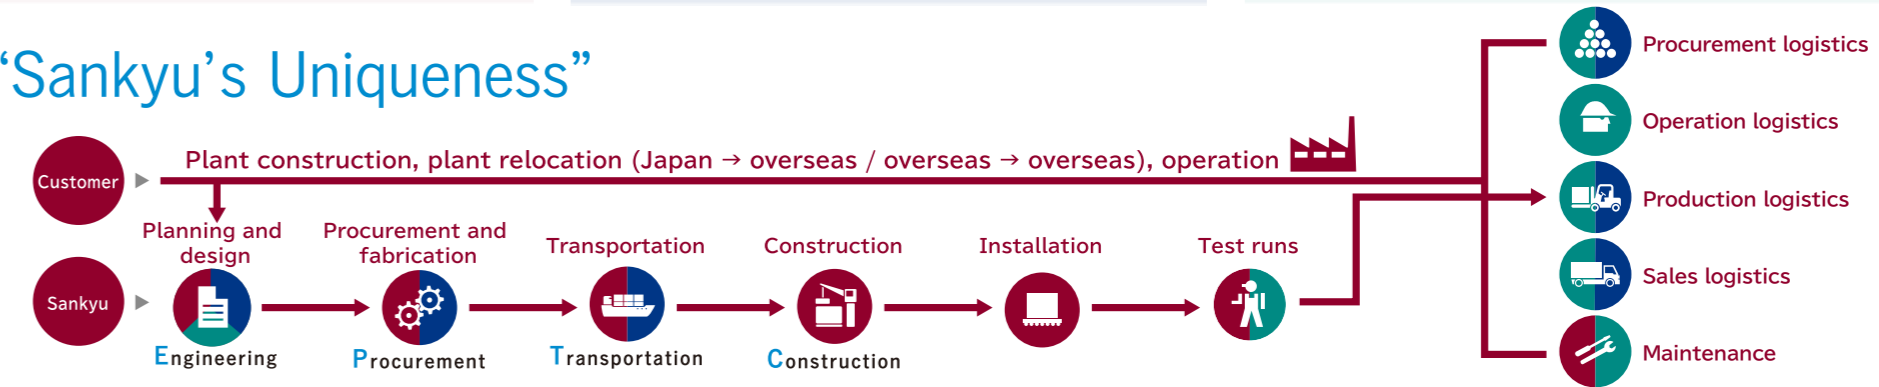 “Sankyu’s Uniqueness”
Customer
Plant construction, plant relocation (Japan → overseas / overseas → overseas), operation
Sankyu
Planning and
design
Engineering
Procurement and
fabrication
Procurement
Transportation
Transportation
Construction
Construction
Installation
Test runs
Procurement logistics
Operation logistics
Production logistics
Sales logistics
Maintenance